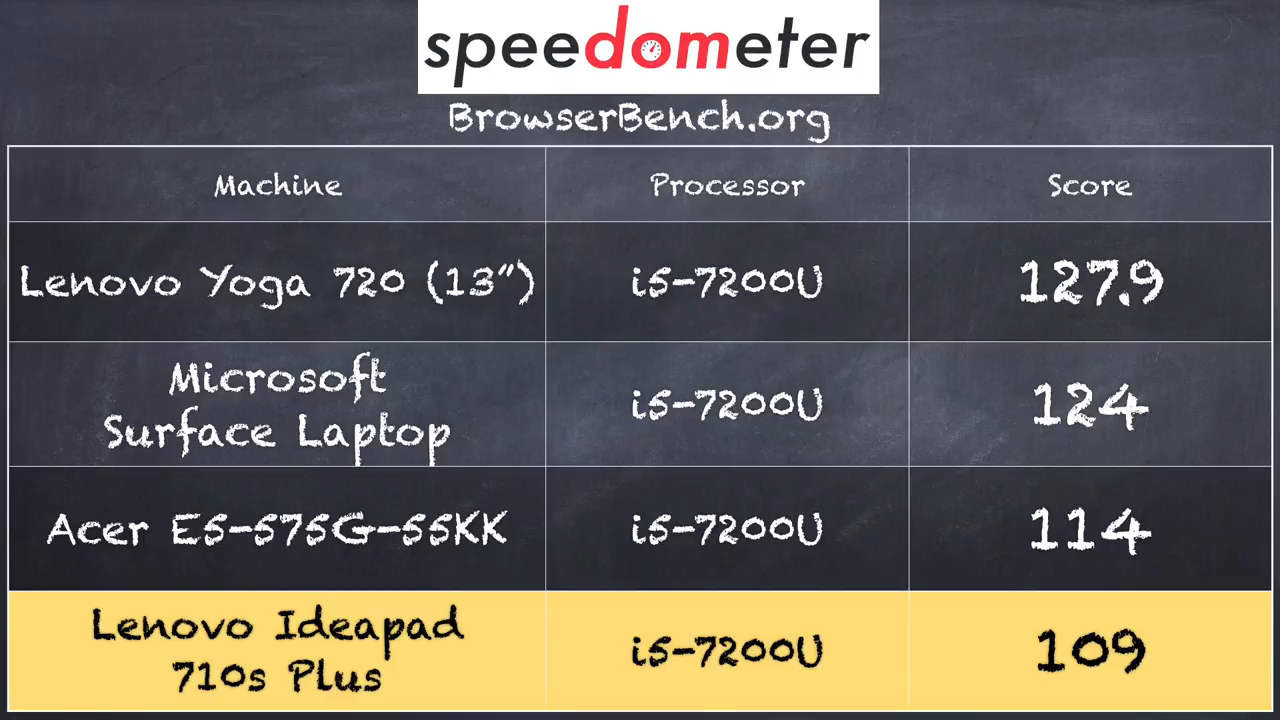 speedometer
BrowserBench.org
Machine Processor Score
Lenovo Yoga 720 (13") i5-7200U 127.9
Microsoft
Surface Laptop i5-7200U 124
Acer E5-575G-55KK i5-7200U 114
Lenovo Ideapad
710s Plus i5-7200U 109